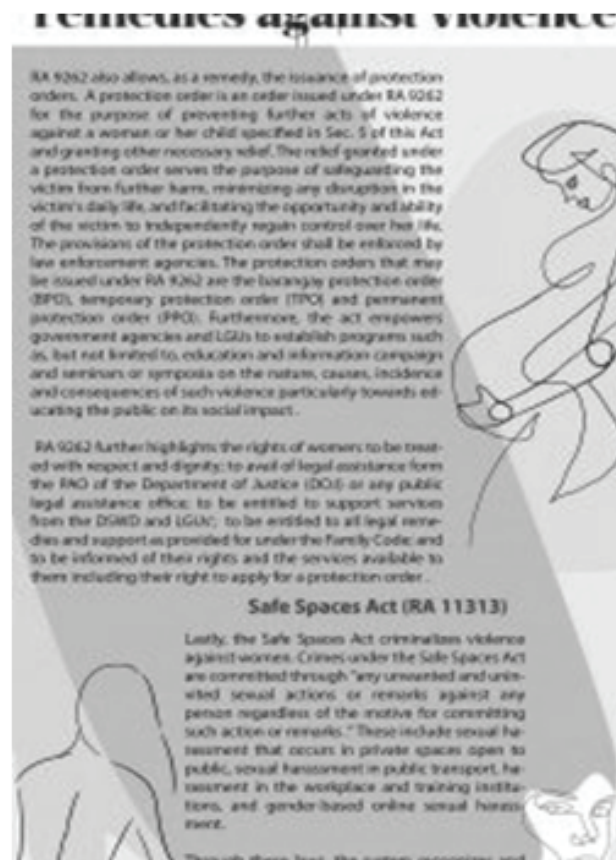 remedies against violence
RA 9262 also allows, as a remedy, the issuance of protection
orders. A protection order is an order issued under RA 9262
for the purpose of preventing further acts of violence
against a woman or her child specified in Sec. 5 of this Act
and granting other necessary relief. The relief granted under
a protection order serves the purpose of safeguarding the
victim from further harm, minimizing any disruption in the
victim's daily life, and facilitating the opportunity and ability
of the victim to independently regain control over her life.
The provisions of the protection order shall be enforced by
law enforcement agencies. The protection orders that may
be issued under RA 9262 are the barangay protection order
(BPO), temporary protection order (TPO) and permanent
protection order (PPO). Furthermore, the act empowers
government agencies and LGUs to establish programs such
as, but not limited to, education and information campaign
and seminars or symposia on the nature, causes, incidence
and consequences of such violence particularly towards ed-
ucating the public on its social impact.
RA 9262 further highlights the rights of women to be treat-
ed with respect and dignity; to avail of legal assistance form
the PAO of the Department of Justice (DOJ) or any public
legal assistance office; to be entitled to support services
from the DSWD and LGUs'; to be entitled to all legal reme-
dies and support as provided for under the Family Code; and
to be informed of their rights and the services available to
them including their right to apply for a protection order.
Safe Spaces Act (RA 11313)
Lastly, the Safe Spaces Act criminalizes violence
against women. Crimes under the Safe Spaces Act
are committed through "any unwanted and unin-
vited sexual actions or remarks against any
person regardless of the motive for committing
such action or remarks." These include sexual ha-
rassment that occurs in private spaces open to
public, sexual harassment in public transport, ha-
rassment in the workplace and training institu-
tions, and gender-based online sexual harass-
ment.
Through these laws, the